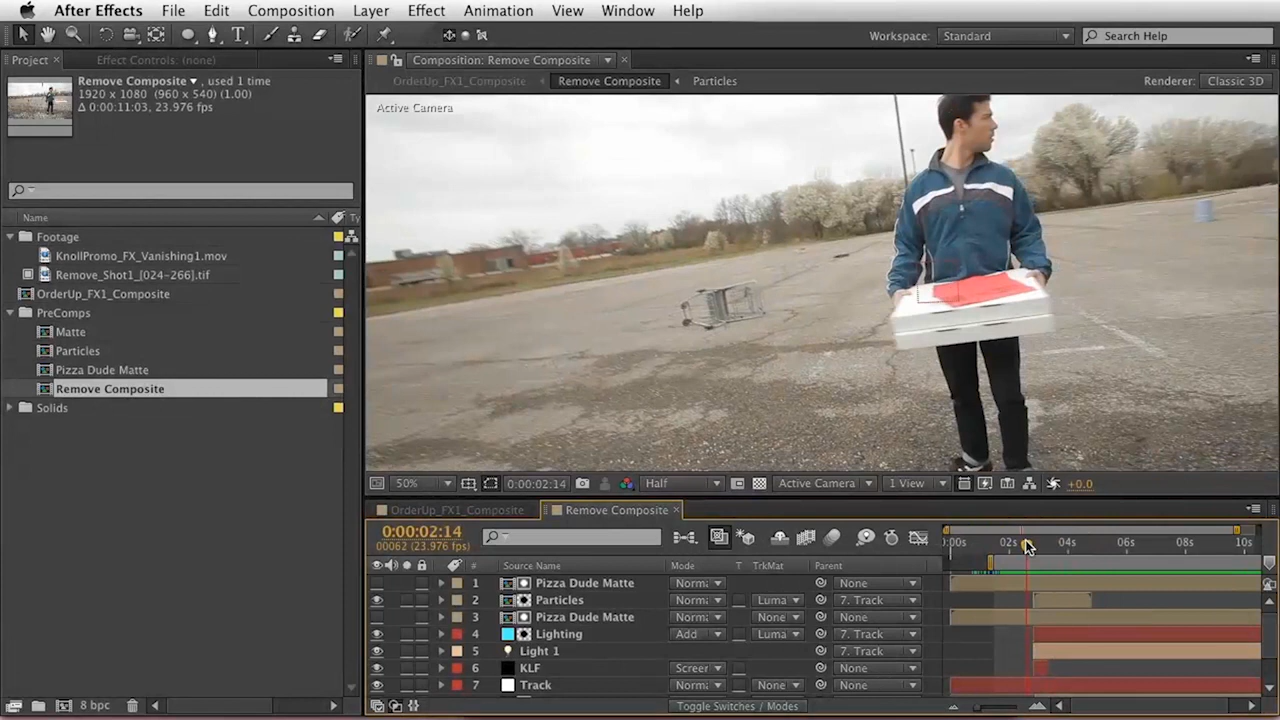 After Effects File Edit Composition Layer Effect Animation View Window Help
Workspace: Standard Search Help
Project × Effect Controls: (none) Composition: Remove Composite ×
Remove Composite , used 1 time
1920 x 1080 (960 x 540) (1.00)
Δ 0:00:11:03, 23.976 fps
OrderUp_FX1_Composite Remove Composite Particles Renderer: Classic 3D
Active Camera
Name Ty
Footage
KnollPromo_FX_Vanishing1.mov
Remove_Shot1_[024-266].tif
OrderUp_FX1_Composite
PreComps
Matte
Particles
Pizza Dude Matte
Remove Composite
Solids
50% 0:00:02:14 Half Active Camera 1 View +0.0
OrderUp_FX1_Composite Remove Composite ×
0:00:02:14
00062 (23.976 fps)
0:00s 02s 04s 06s 08s 10s
# Source Name Mode T TrkMat Parent
1 Pizza Dude Matte Norma None
2 Particles Norma Luma 7. Track
3 Pizza Dude Matte Norma None None
4 Lighting Add Luma 7. Track
5 Light 1 7. Track
6 KLF Screer None
7 Track Norma None None
8 bpc Toggle Switches / Modes